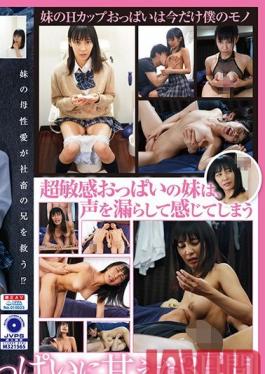 妹のHカップおっぱいは今だけ僕のモノ
妹の母性愛が社畜の兄を救う!?
超敏感おっぱいの妹は、
声を漏らして感じてしまう
JVPS
っぱいに甘え